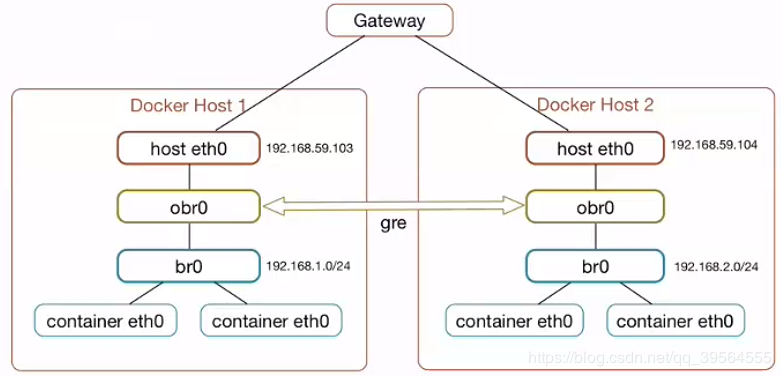 Gateway
Docker Host 1
host eth0
192.168.59.103
obr0
br0
192.168.1.0/24
container eth0
container eth0
gre
Docker Host 2
host eth0
192.168.59.104
obr0
br0
192.168.2.0/24
container eth0
container eth0
https://blog.csdn.net/qq_39564555